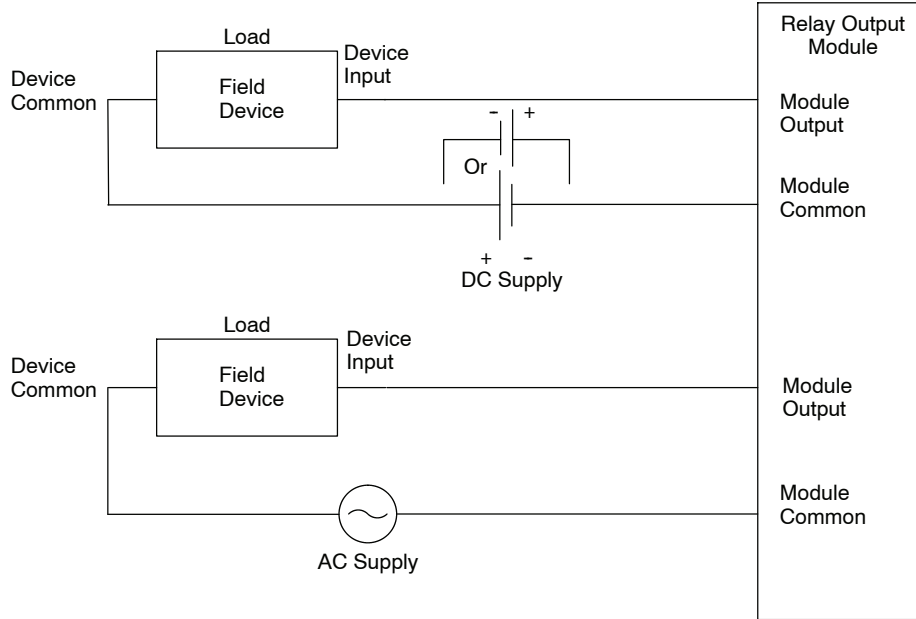 Relay Output
Module
Load
Device
Input
Device
Common
Field
Device
Module
Output
- +
Or
Module
Common
+ -
DC Supply
Load
Device
Input
Device
Common
Field
Device
Module
Output
Module
Common
AC Supply